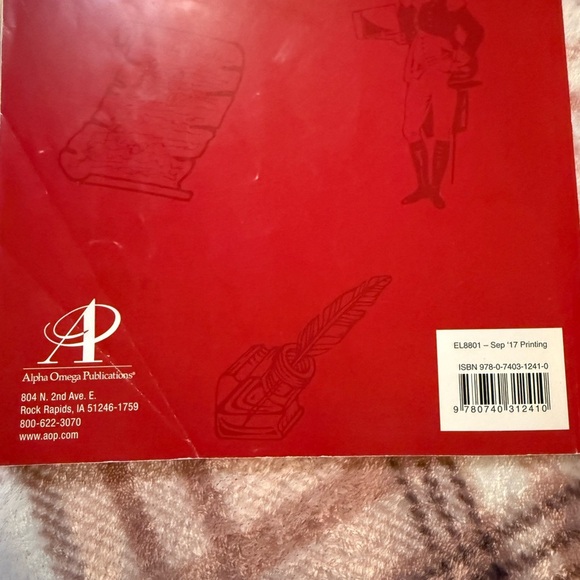 AP
Alpha Omega Publications®
804 N. 2nd Ave. E.
Rock Rapids, IA 51246-1759
800-622-3070
www.aop.com
EL8801 – Sep '17 Printing
ISBN 978-0-7403-1241-0
9 780740 312410